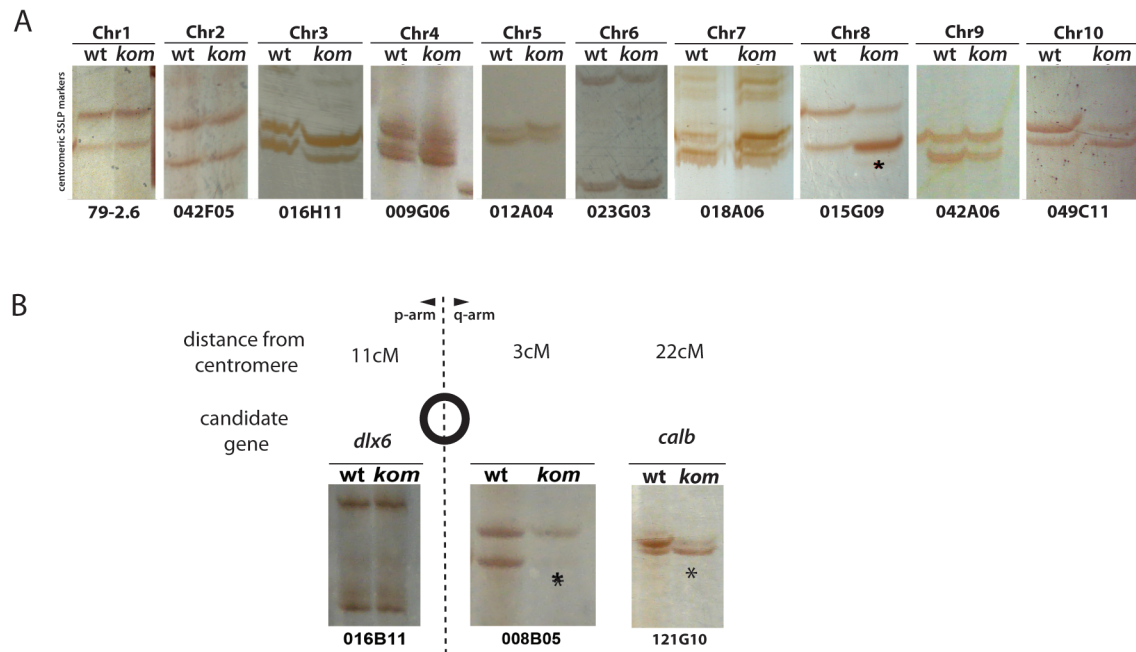 A
Chr1 Chr2 Chr3 Chr4 Chr5 Chr6 Chr7 Chr8 Chr9 Chr10
wt kom wt kom wt kom wt kom wt kom wt kom wt kom wt kom wt kom wt kom
centromeric SSLP markers
*
79-2.6 042F05 016H11 009G06 012A04 023G03 018A06 015G09 042A06 049C11
B
p-arm q-arm
distance from
centromere
11cM 3cM 22cM
candidate
gene
dlx6 calb
wt kom wt kom wt kom
* *
016B11 008B05 121G10